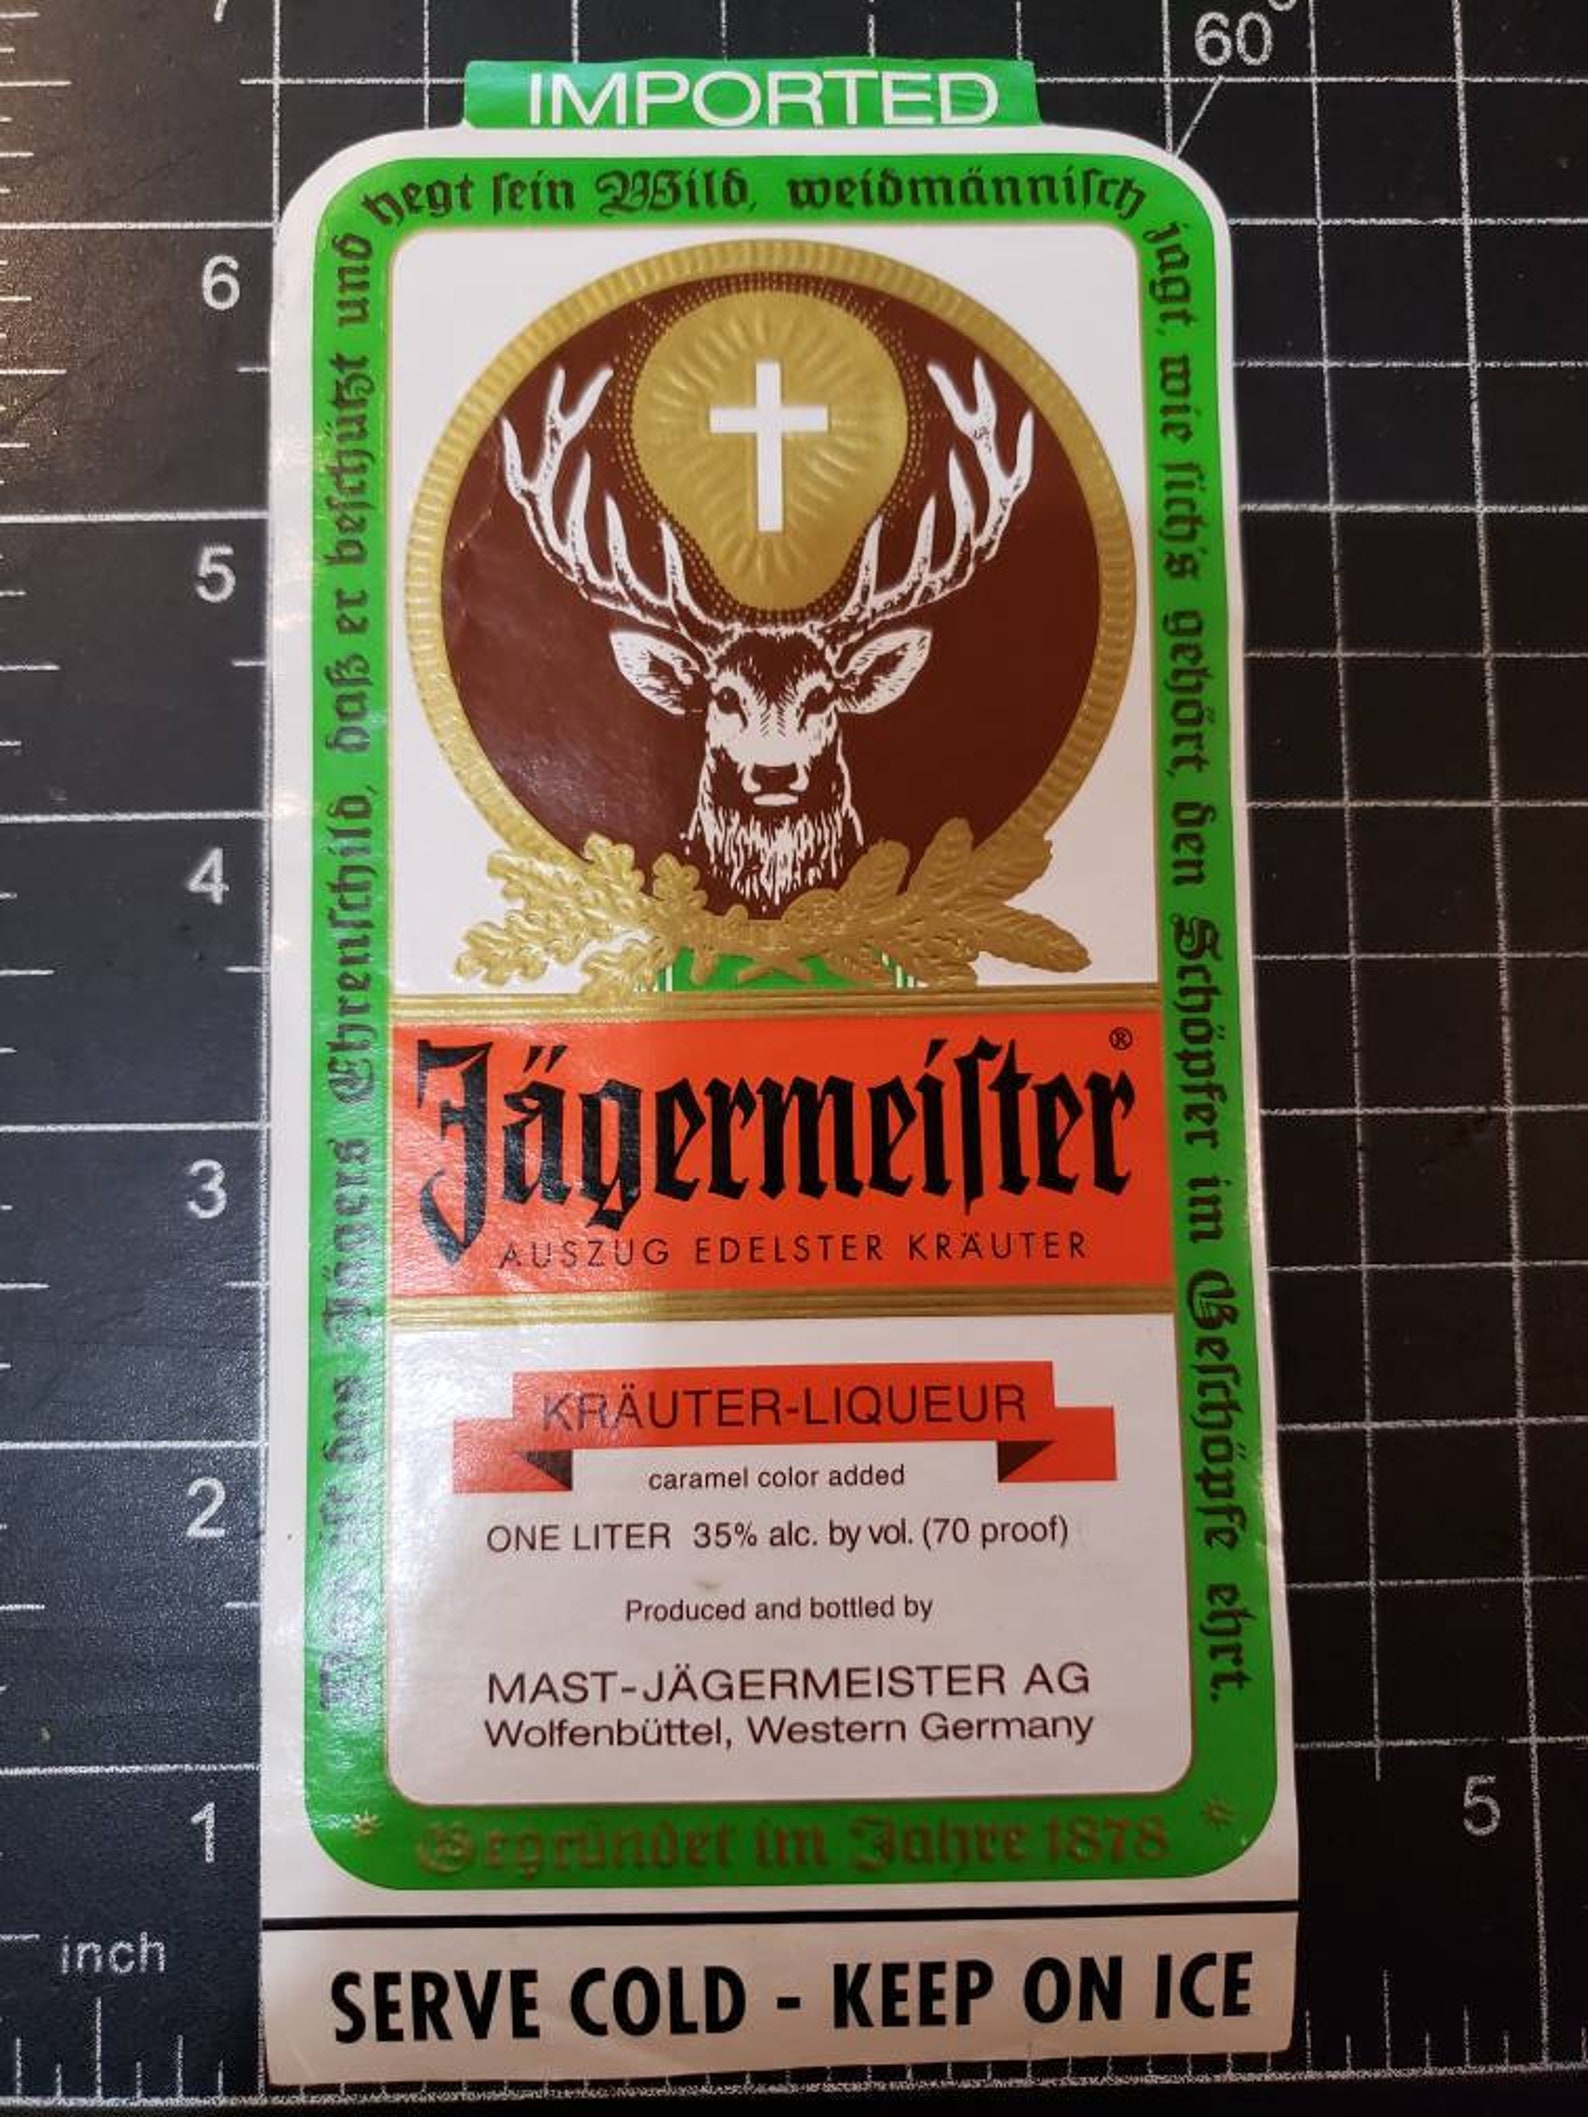 7
60°
IMPORTED
Das ist des Jägers Ehrenſchild, daß er beſchützt und
hegt ſein Wild, weidmänniſch
jagt, wie ſich's gehört, den Schöpfer im Geſchöpfe ehrt.
6
5
4
3
2
1
inch
5
Jägermeiſter®
AUSZUG EDELSTER KRÄUTER
KRÄUTER-LIQUEUR
caramel color added
ONE LITER 35% alc. by vol. (70 proof)
Produced and bottled by
MAST-JÄGERMEISTER AG
Wolfenbüttel, Western Germany
Gegründet im Jahre 1878
SERVE COLD - KEEP ON ICE